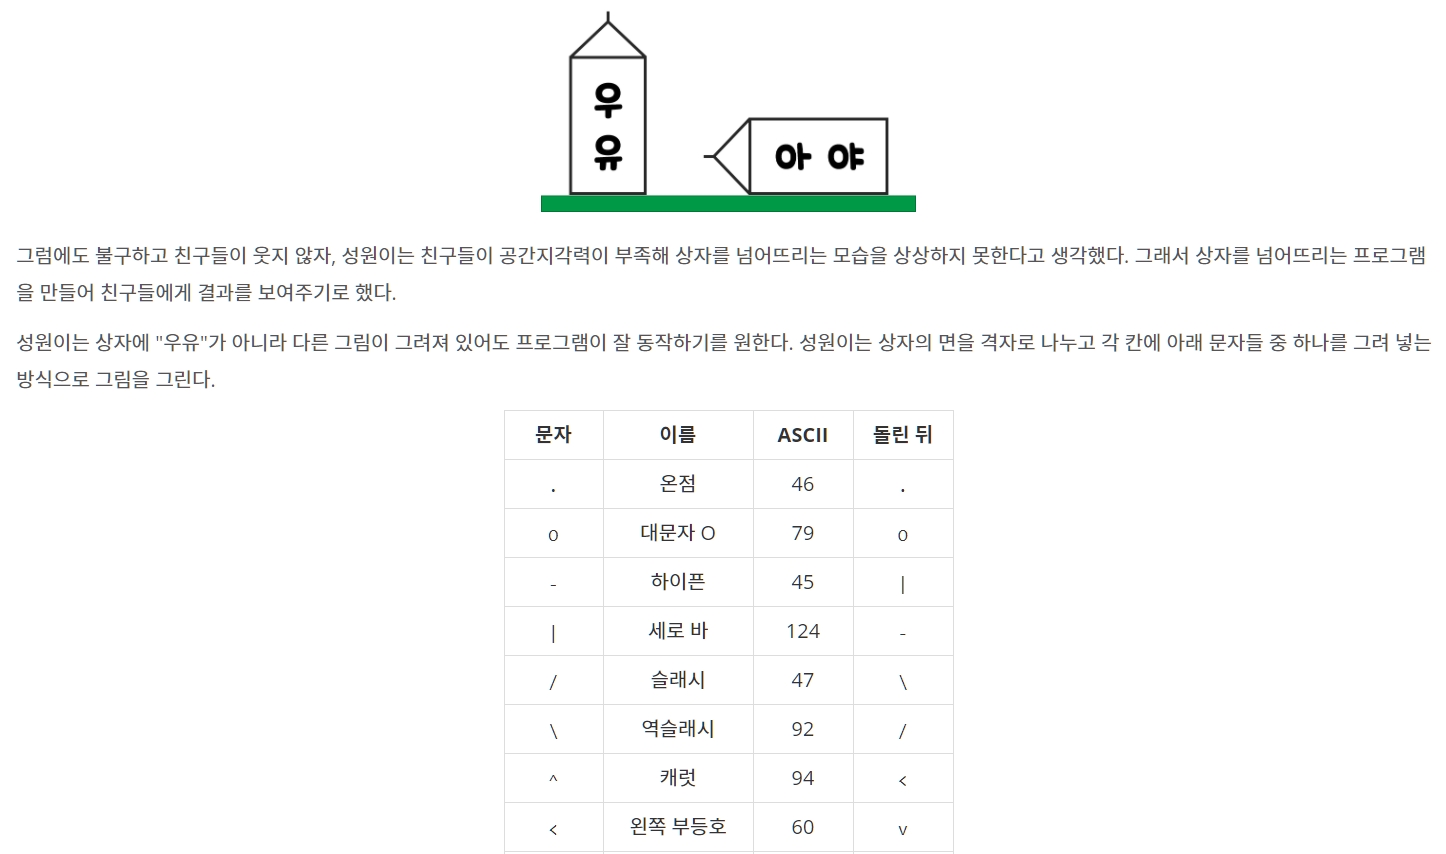 우
유
아 야
그럼에도 불구하고 친구들이 웃지 않자, 성원이는 친구들이 공간지각력이 부족해 상자를 넘어뜨리는 모습을 상상하지 못한다고 생각했다. 그래서 상자를 넘어뜨리는 프로그램
을 만들어 친구들에게 결과를 보여주기로 했다.
성원이는 상자에 "우유"가 아니라 다른 그림이 그려져 있어도 프로그램이 잘 동작하기를 원한다. 성원이는 상자의 면을 격자로 나누고 각 칸에 아래 문자들 중 하나를 그려 넣는
방식으로 그림을 그린다.
문자 이름 ASCII 돌린 뒤
. 온점 46 .
O 대문자 O 79 O
- 하이픈 45 |
| 세로 바 124 -
/ 슬래시 47 \
\ 역슬래시 92 /
^ 캐럿 94 <
< 왼쪽 부등호 60 v